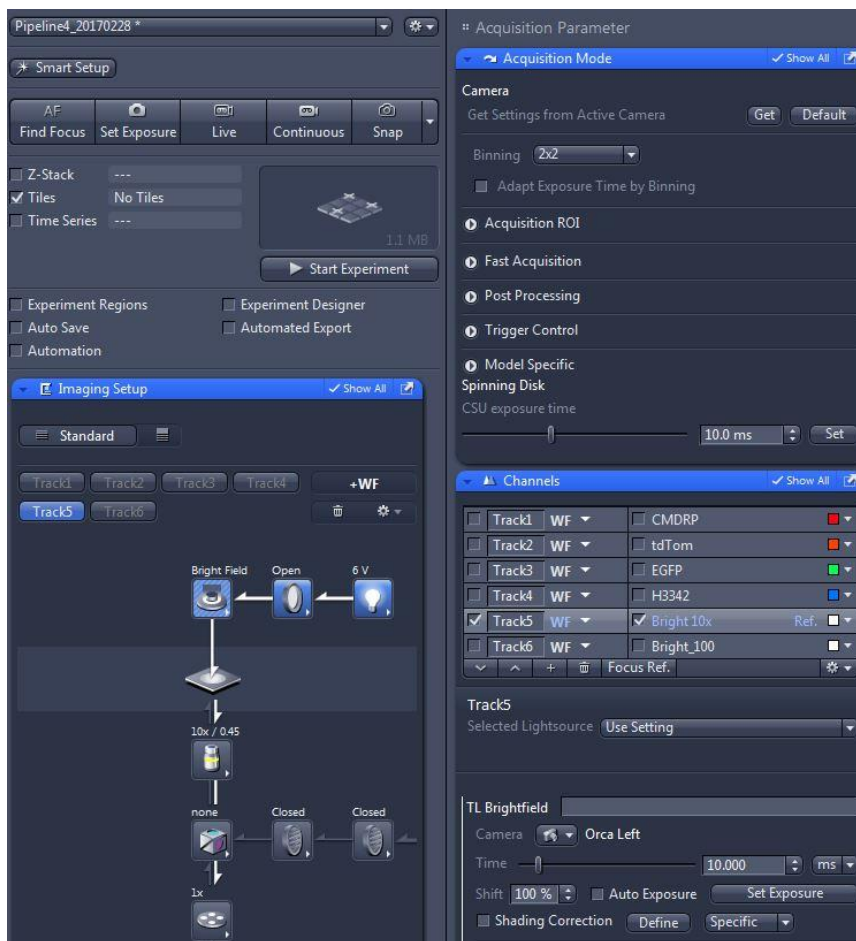 Pipeline4_20170228 *
Smart Setup
AF
Find Focus
Set Exposure
Live
Continuous
Snap
Z-Stack ---
Tiles No Tiles
Time Series ---
1.1 MB
Start Experiment
Experiment Regions Experiment Designer
Auto Save Automated Export
Automation
Imaging Setup Show All
Standard
Track1 Track2 Track3 Track4 +WF
Track5 Track6
Bright Field Open 6 V
10x / 0.45
none Closed Closed
1x
Acquisition Parameter
Acquisition Mode Show All
Camera
Get Settings from Active Camera Get Default
Binning 2x2
Adapt Exposure Time by Binning
Acquisition ROI
Fast Acquisition
Post Processing
Trigger Control
Model Specific
Spinning Disk
CSU exposure time
10.0 ms Set
Channels Show All
Track1 WF CMDRP
Track2 WF tdTom
Track3 WF EGFP
Track4 WF H3342
Track5 WF Bright 10x Ref.
Track6 WF Bright_100
Focus Ref.
Track5
Selected Lightsource Use Setting
TL Brightfield
Camera Orca Left
Time 10.000 ms
Shift 100 % Auto Exposure Set Exposure
Shading Correction Define Specific